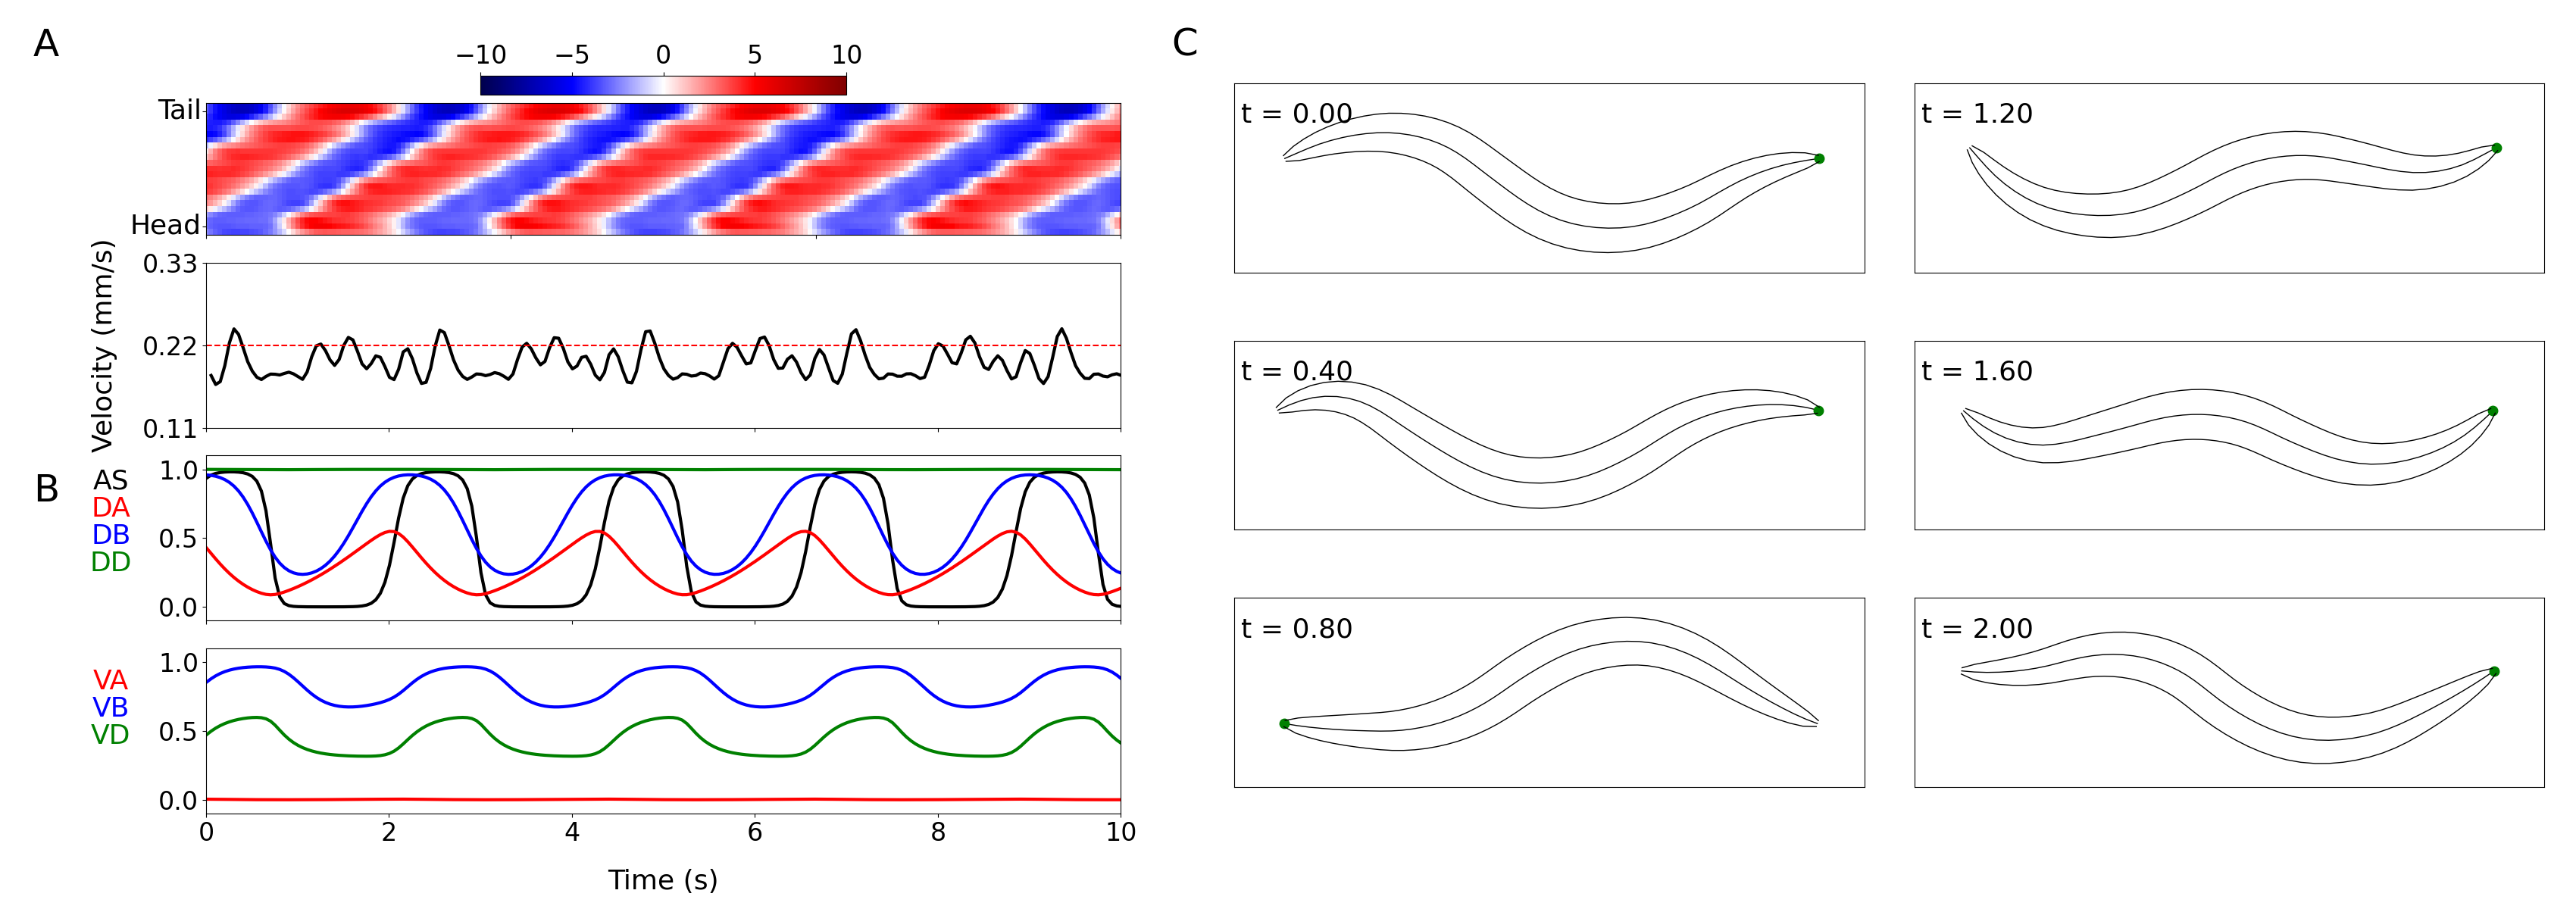 A
−10 −5 0 5 10
Tail
Head
Velocity (mm/s)
0.33
0.22
0.11
B
AS
DA
DB
DD
1.0
0.5
0.0
VA
VB
VD
1.0
0.5
0.0
0 2 4 6 8 10
Time (s)
C
t = 0.00
t = 1.20
t = 0.40
t = 1.60
t = 0.80
t = 2.00